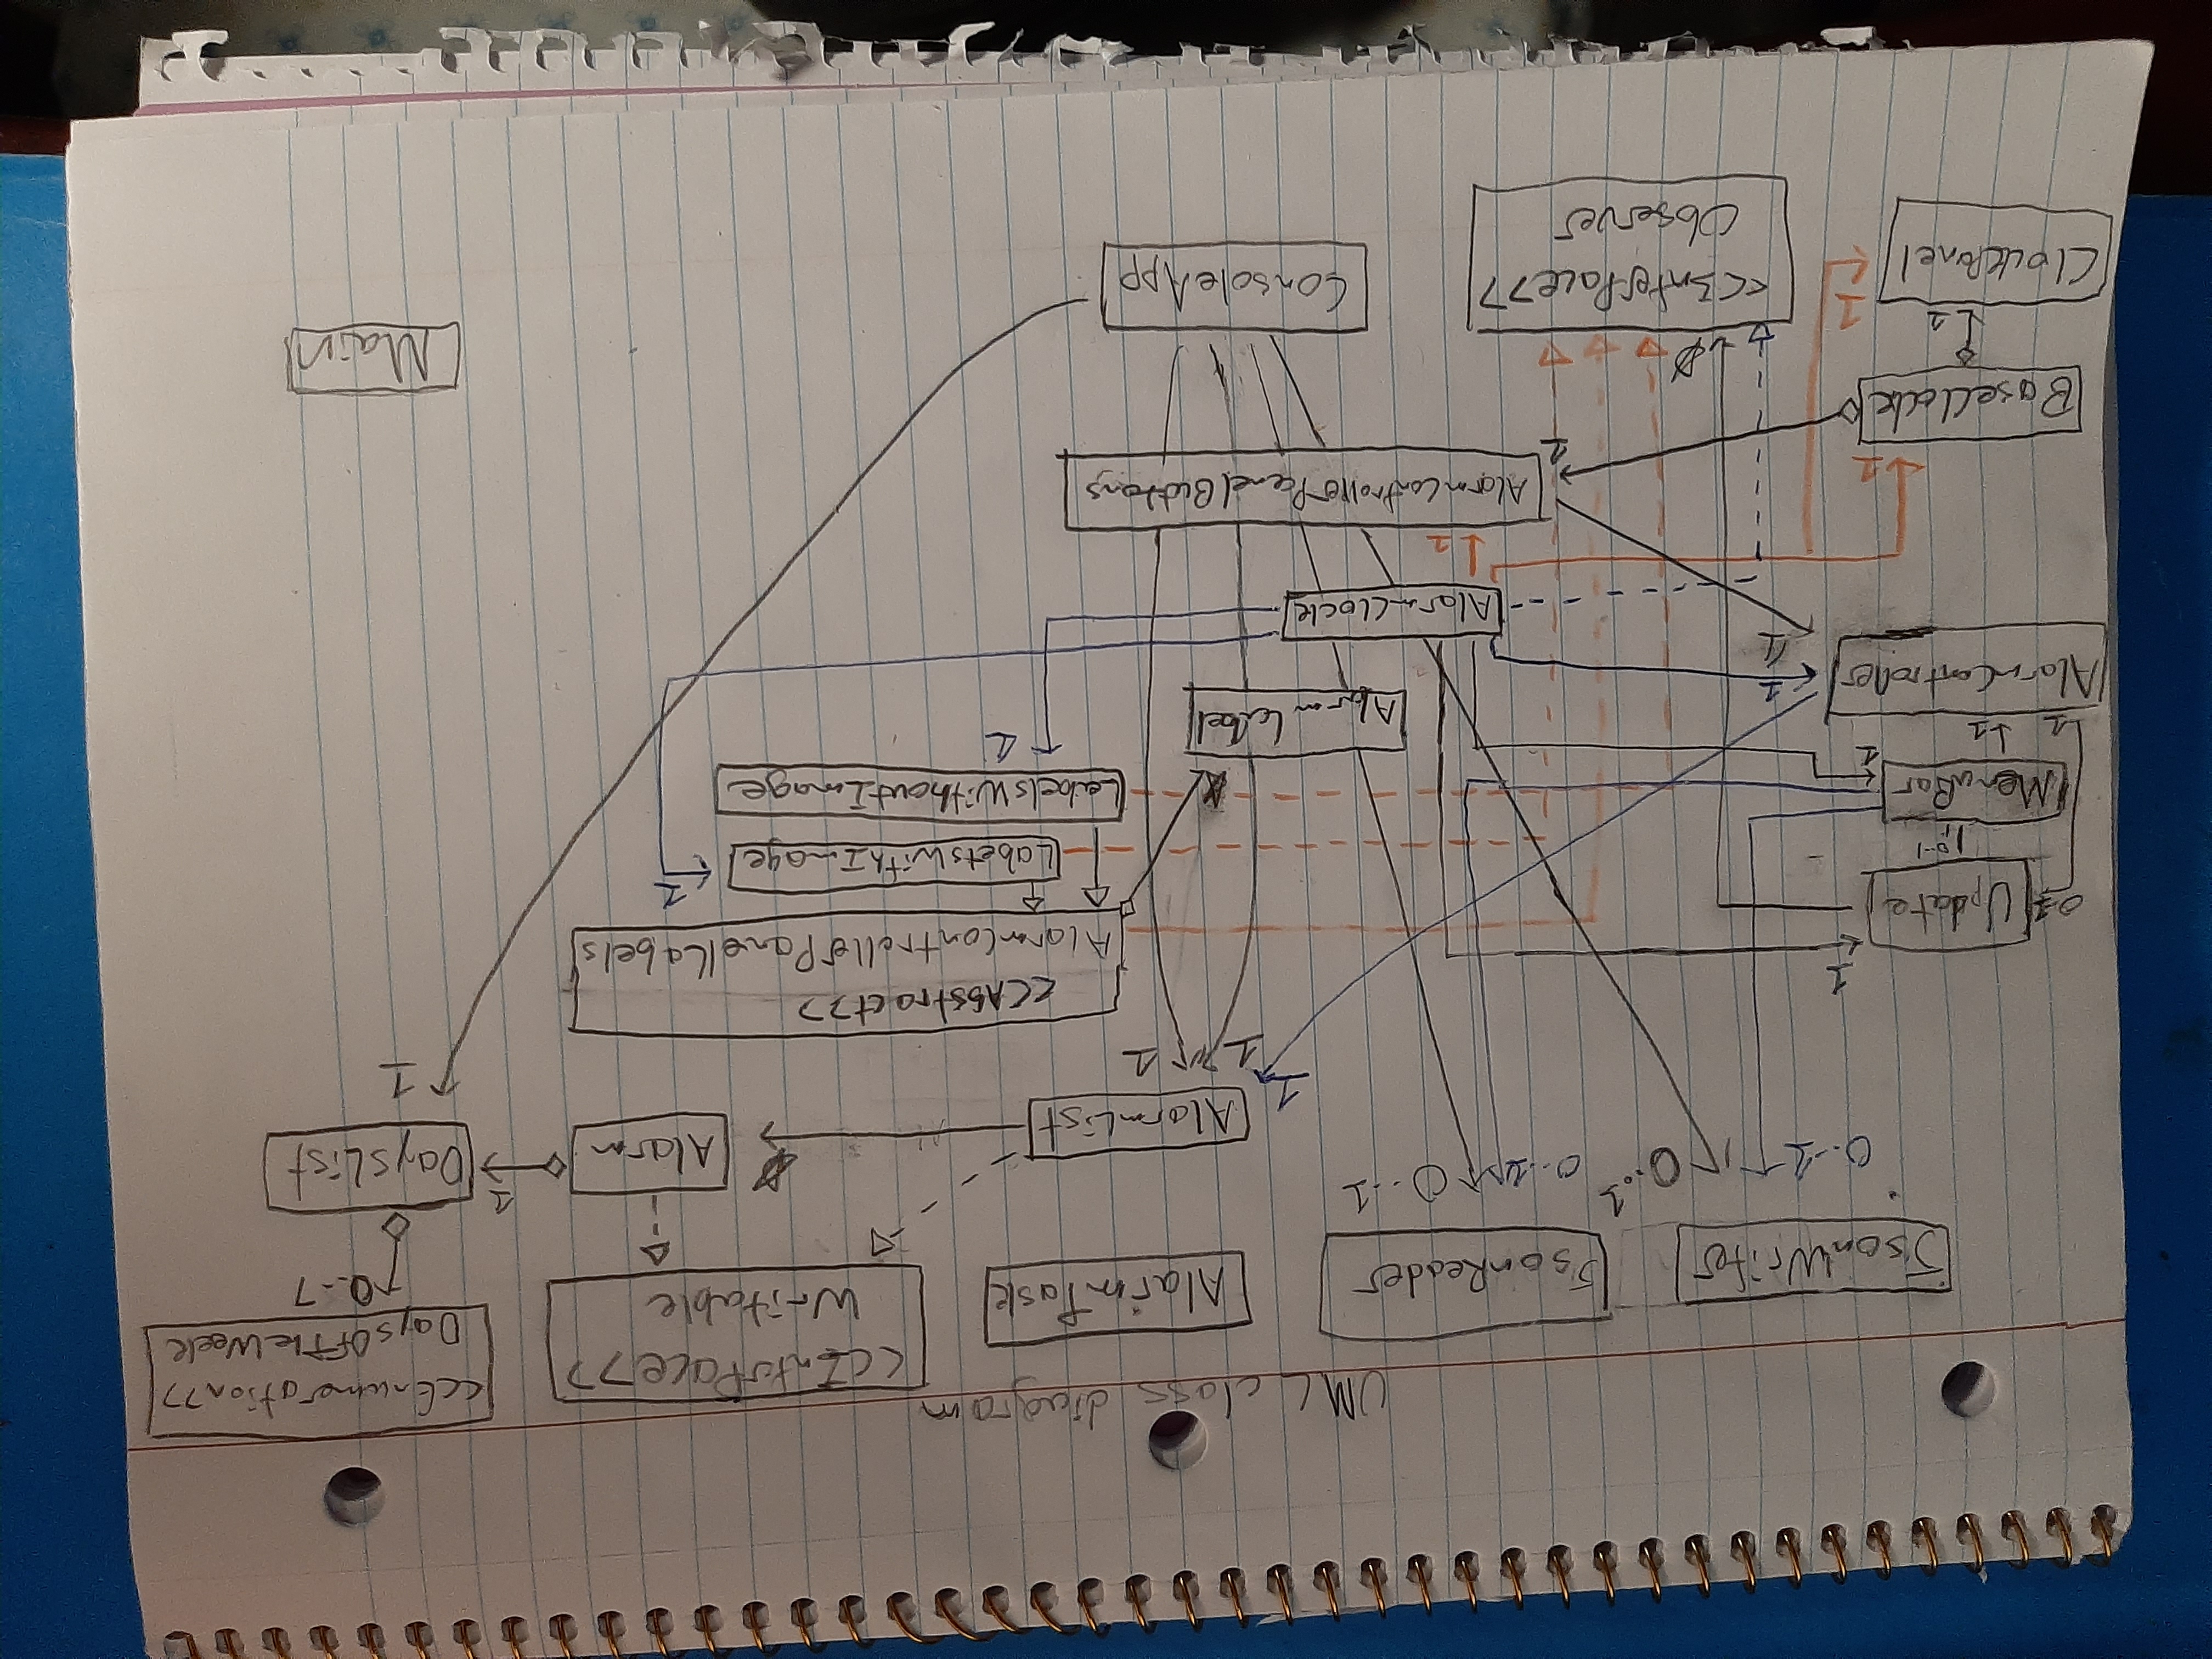 UML class diagram
<<Enumeration>>
DaysOfTheWeek
0..7
<<Interface>>
Writable
AlarmTask
JsonReader
JsonWriter
DaysList
1
1
Alarm
AlarmList
1
1
1
0..1
0..1
0..1
0..1
<<Abstract>>
AlarmControllerPanelLabels
LabelsWithImage
1
LabelsWithoutImage
1
AlarmLabel
Update
1
0..1
0..1
1
MenuBar
1
1
1
AlarmController
1
1
AlarmClock
1
AlarmControllerPanelButtons
1
Main
ConsoleApp
<<Interface>>
Observer
BaseClock
1
1
1
ClockPanel